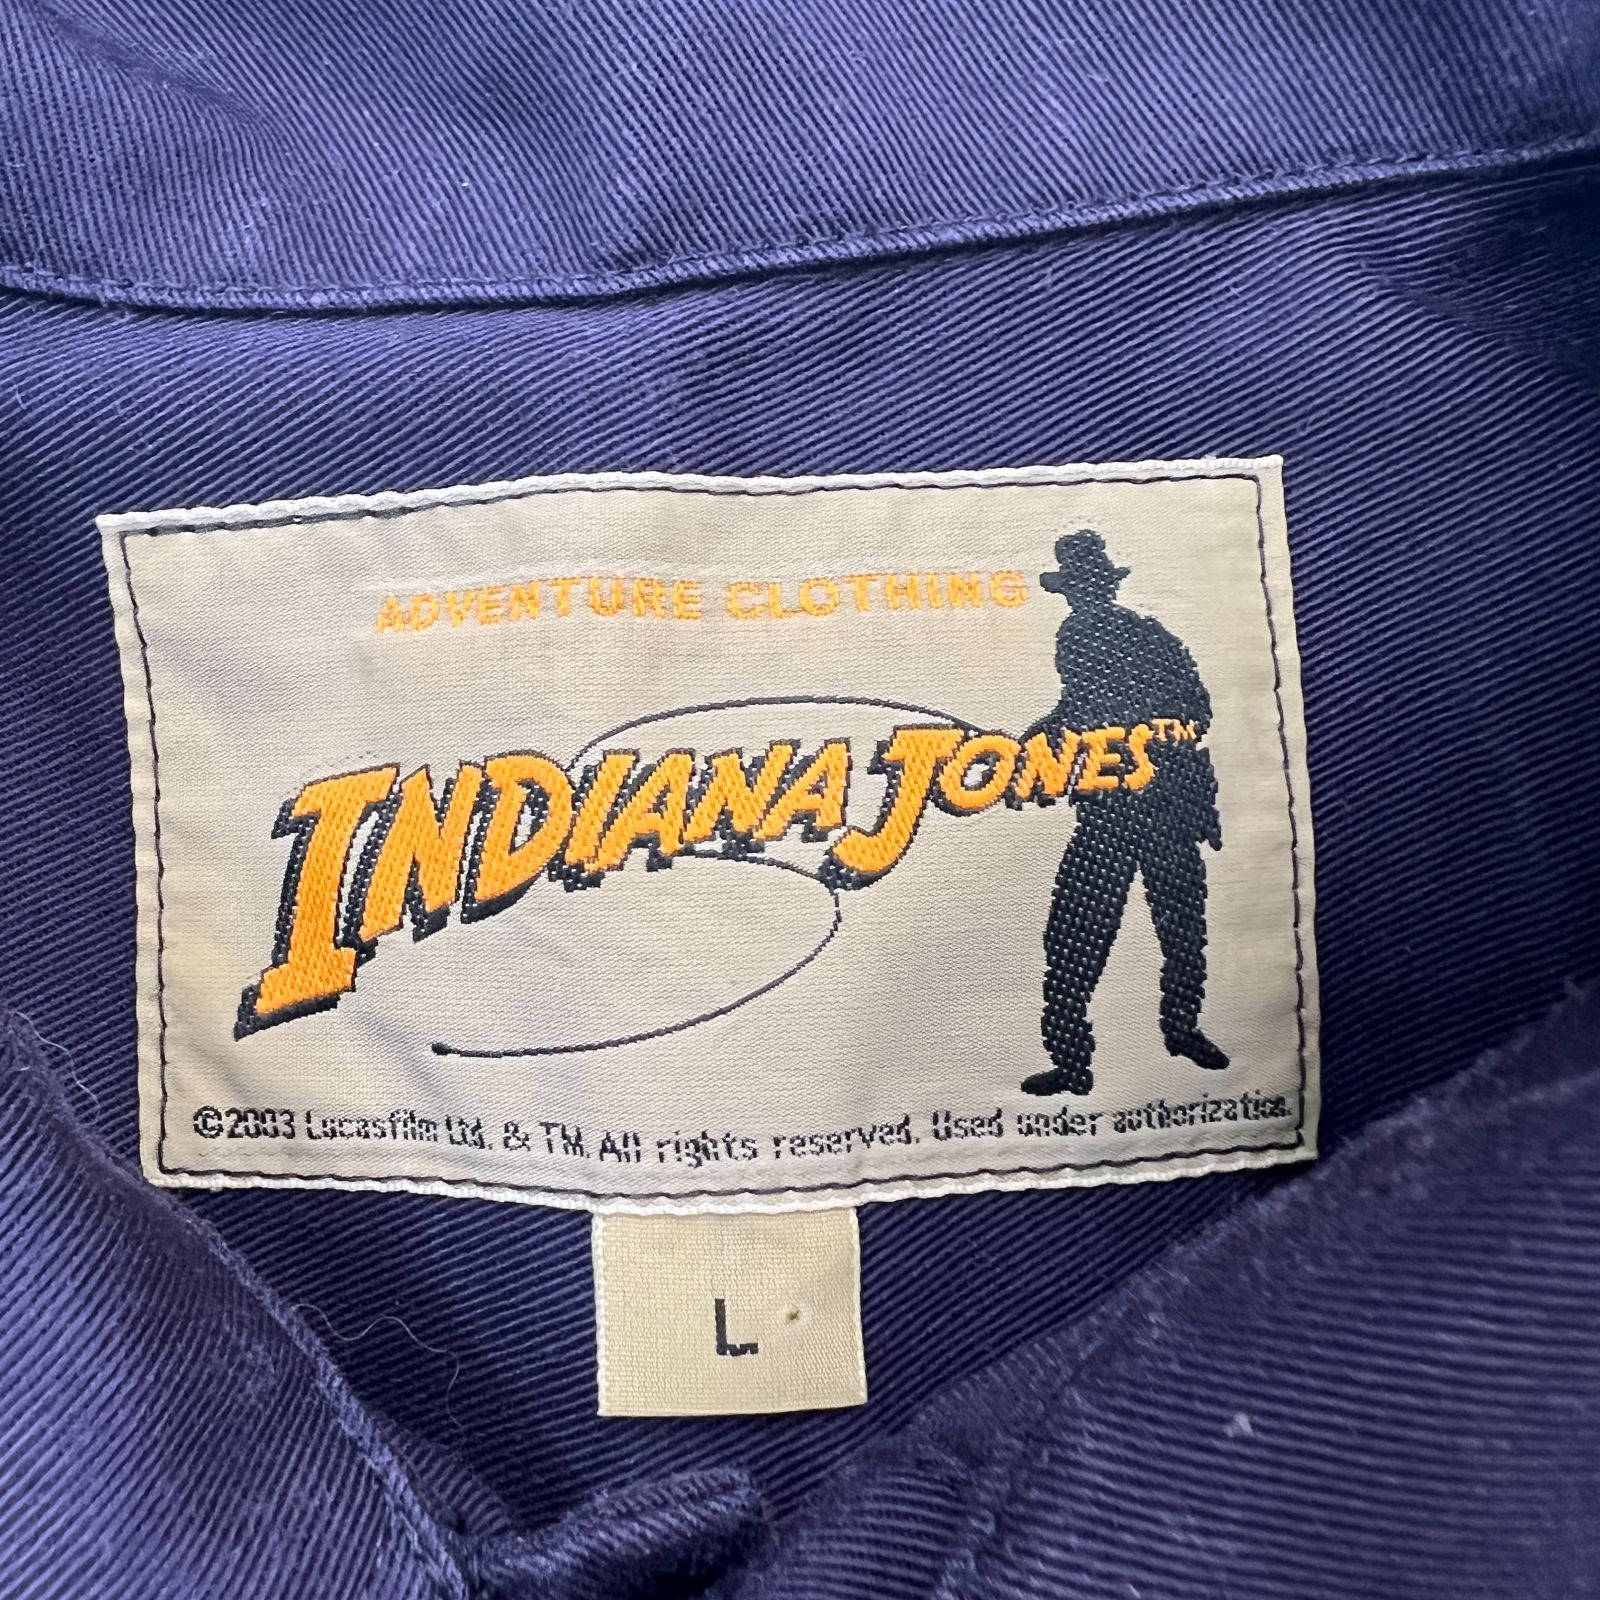 ADVENTURE CLOTHING
INDIANA JONES™
©2003 Lucasfilm Ltd. & TM. All rights reserved. Used under authorization.
L